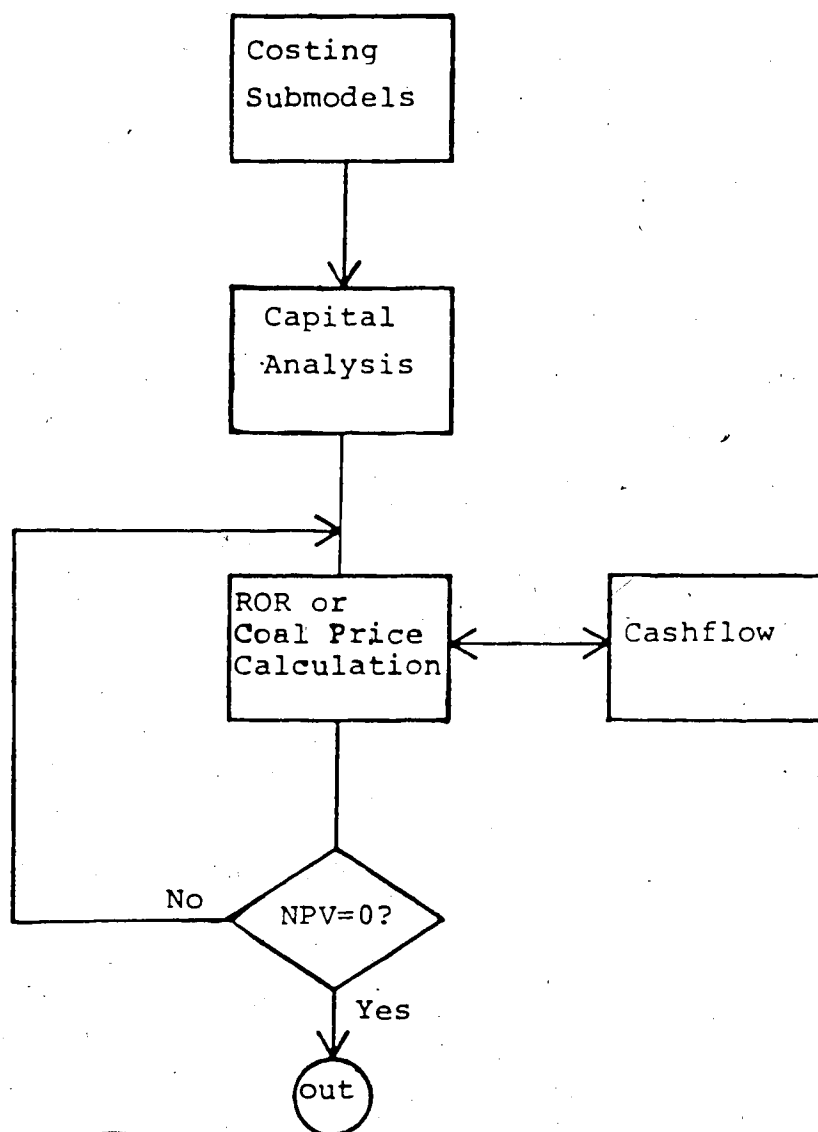 Costing
Submodels
Capital
Analysis
ROR or
Coal Price
Calculation
Cashflow
No
NPV=0?
Yes
out